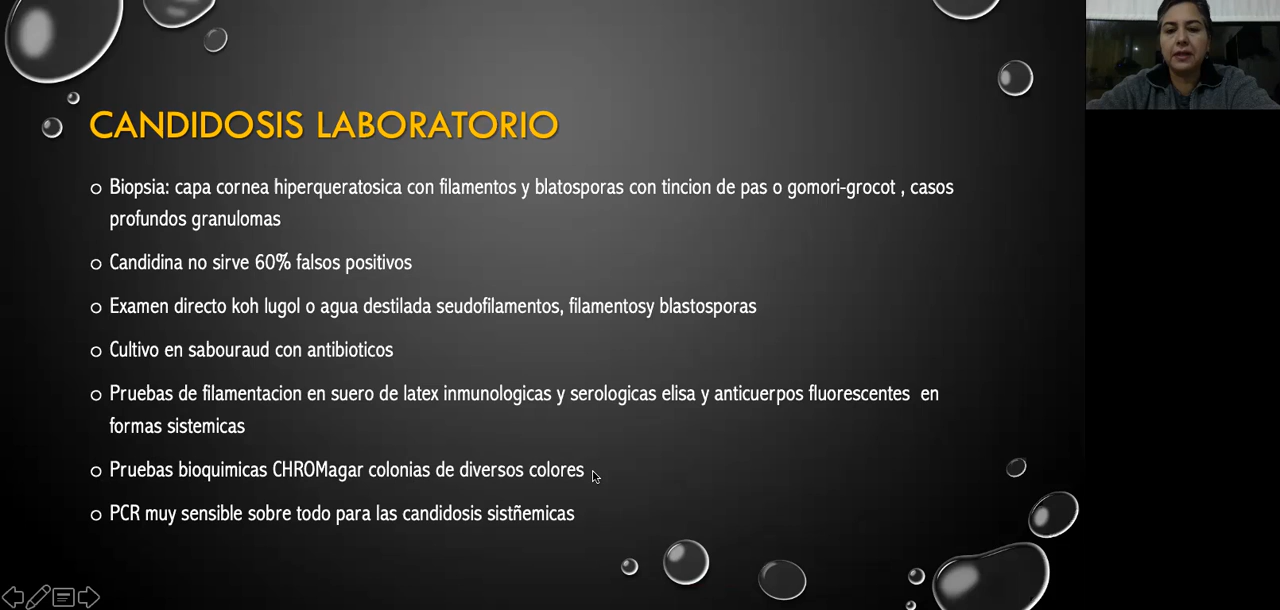 CANDIDOSIS LABORATORIO
Biopsia: capa cornea hiperqueratosica con filamentos y blatosporas con tincion de pas o gomori-grocot , casos
profundos granulomas
Candidina no sirve 60% falsos positivos
Examen directo koh lugol o agua destilada seudofilamentos, filamentosy blastosporas
Cultivo en sabouraud con antibioticos
Pruebas de filamentacion en suero de latex inmunologicas y serologicas elisa y anticuerpos fluorescentes en
formas sistemicas
Pruebas bioquimicas CHROMagar colonias de diversos colores
PCR muy sensible sobre todo para las candidosis sistñemicas